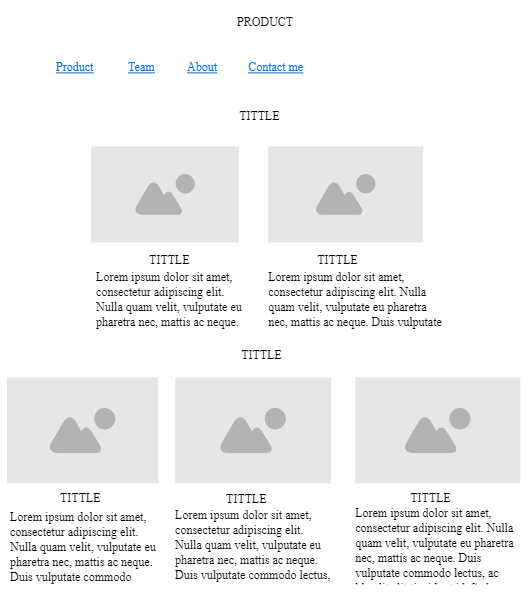 PRODUCT
Product Team About Contact me
TITTLE
TITTLE
Lorem ipsum dolor sit amet,
consectetur adipiscing elit.
Nulla quam velit, vulputate eu
pharetra nec, mattis ac neque.
TITTLE
Lorem ipsum dolor sit amet,
consectetur adipiscing elit. Nulla
quam velit, vulputate eu pharetra
nec, mattis ac neque. Duis vulputate
TITTLE
TITTLE
Lorem ipsum dolor sit amet,
consectetur adipiscing elit.
Nulla quam velit, vulputate eu
pharetra nec, mattis ac neque.
Duis vulputate commodo
TITTLE
Lorem ipsum dolor sit amet,
consectetur adipiscing elit.
Nulla quam velit, vulputate eu
pharetra nec, mattis ac neque.
Duis vulputate commodo lectus,
TITTLE
Lorem ipsum dolor sit amet,
consectetur adipiscing elit. Nulla
quam velit, vulputate eu pharetra
nec, mattis ac neque. Duis
vulputate commodo lectus, ac